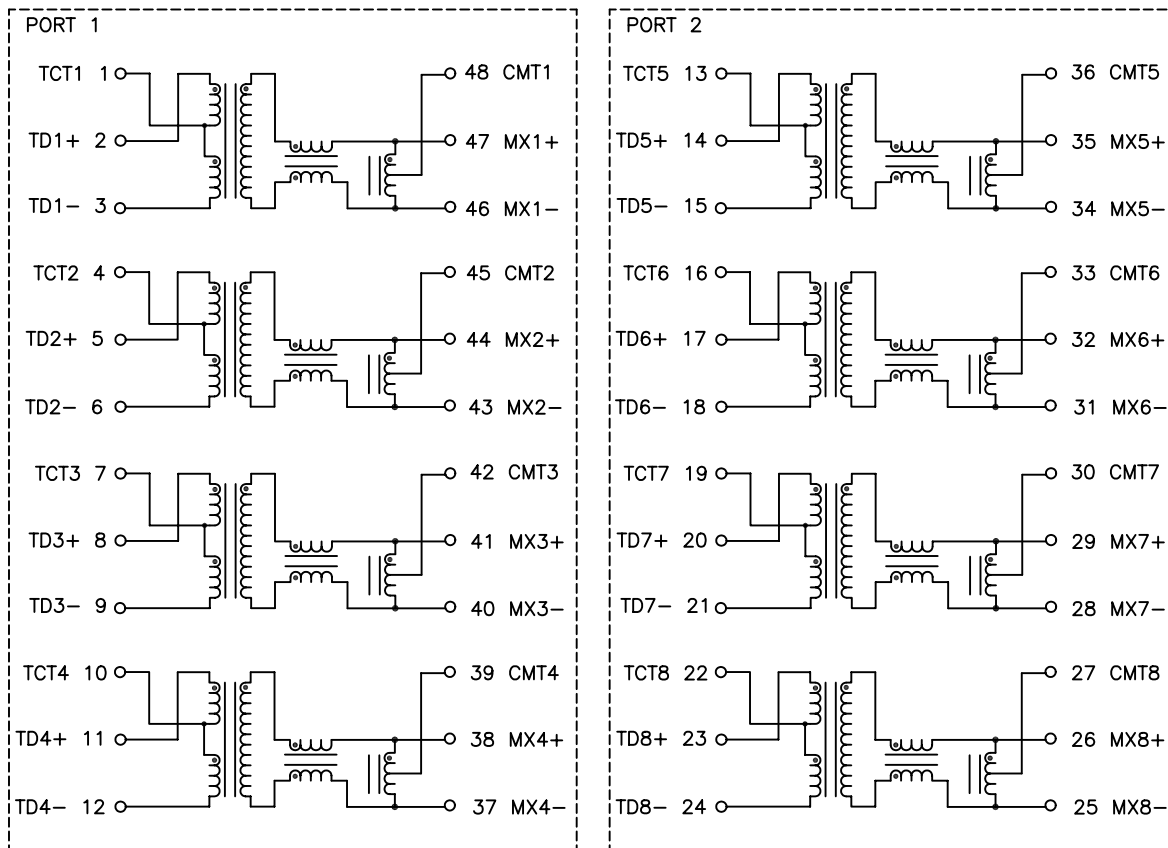 PORT 1
TCT1 1 48 CMT1
TD1+ 2 47 MX1+
TD1- 3 46 MX1-
TCT2 4 45 CMT2
TD2+ 5 44 MX2+
TD2- 6 43 MX2-
TCT3 7 42 CMT3
TD3+ 8 41 MX3+
TD3- 9 40 MX3-
TCT4 10 39 CMT4
TD4+ 11 38 MX4+
TD4- 12 37 MX4-
PORT 2
TCT5 13 36 CMT5
TD5+ 14 35 MX5+
TD5- 15 34 MX5-
TCT6 16 33 CMT6
TD6+ 17 32 MX6+
TD6- 18 31 MX6-
TCT7 19 30 CMT7
TD7+ 20 29 MX7+
TD7- 21 28 MX7-
TCT8 22 27 CMT8
TD8+ 23 26 MX8+
TD8- 24 25 MX8-